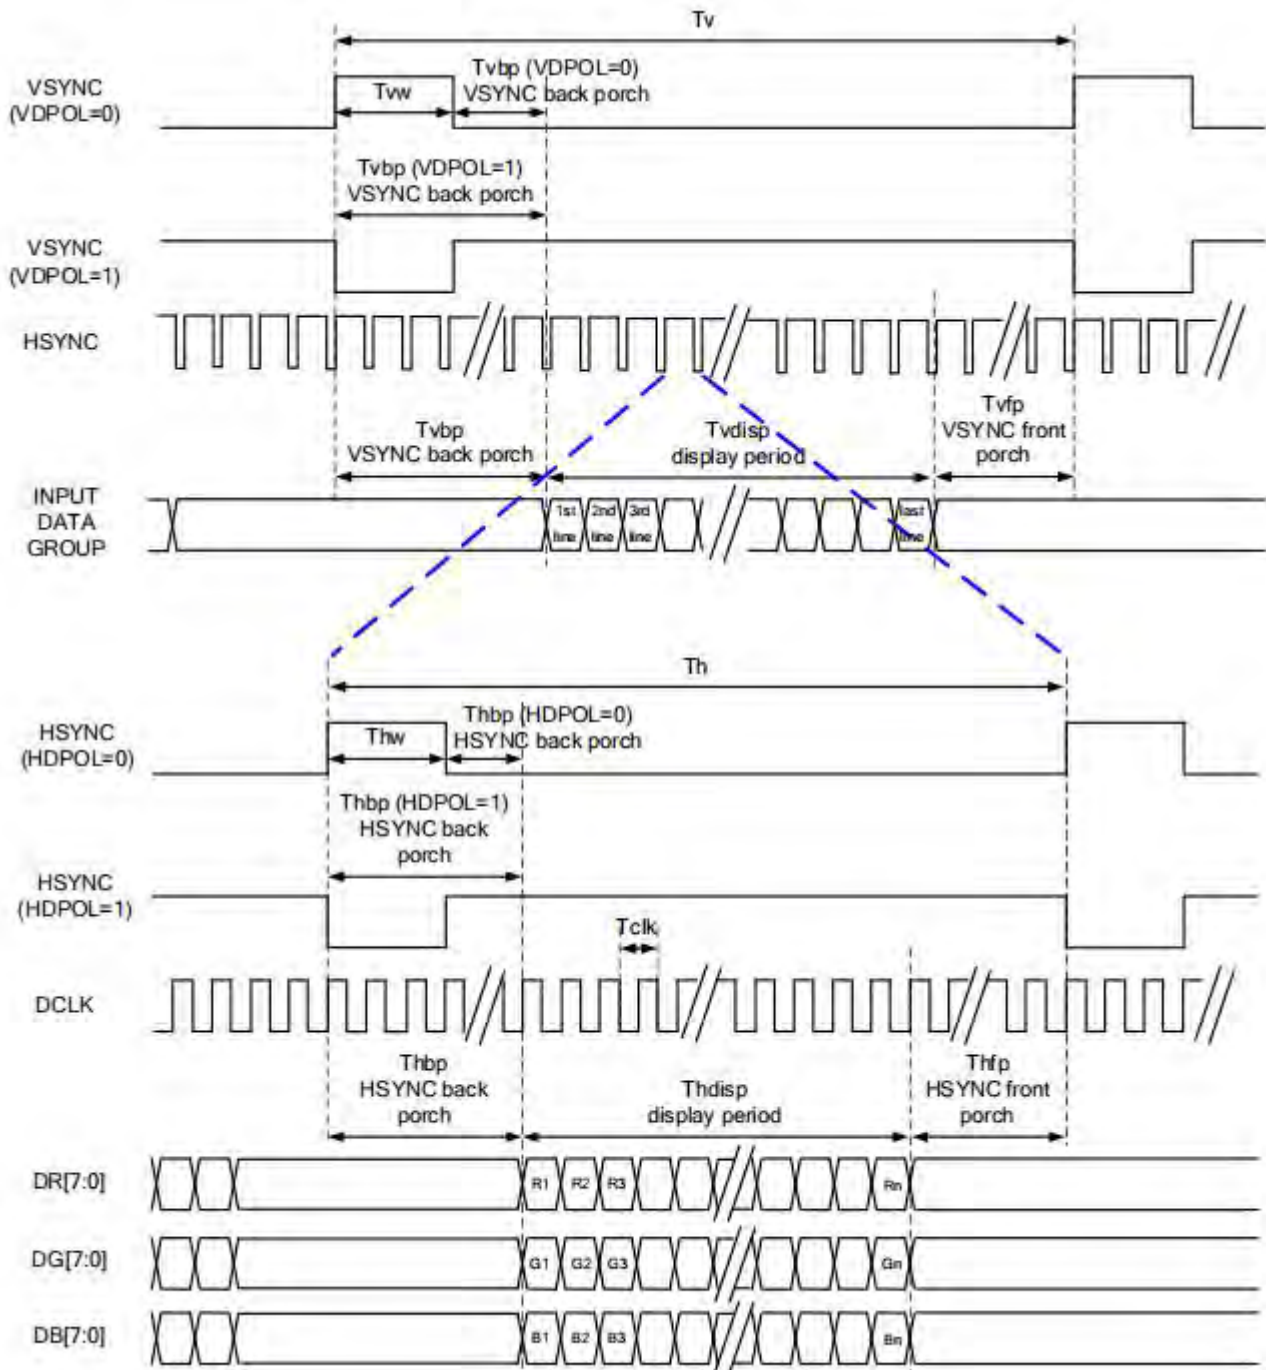 Tv
VSYNC
(VDPOL=0)
Tvw
Tvbp (VDPOL=0)
VSYNC back porch
Tvbp (VDPOL=1)
VSYNC back porch
VSYNC
(VDPOL=1)
HSYNC
Tvbp
VSYNC back porch
Tvdisp
display period
Tvfp
VSYNC front
porch
INPUT
DATA
GROUP
1st
line
2nd
line
3rd
line
last
line
Th
HSYNC
(HDPOL=0)
Thw
Thbp (HDPOL=0)
HSYNC back porch
Thbp (HDPOL=1)
HSYNC back
porch
HSYNC
(HDPOL=1)
Tclk
DCLK
Thbp
HSYNC back
porch
Thdisp
display period
Thfp
HSYNC front
porch
DR[7:0]
R1 R2 R3 Rn
DG[7:0]
G1 G2 G3 Gn
DB[7:0]
B1 B2 B3 Bn